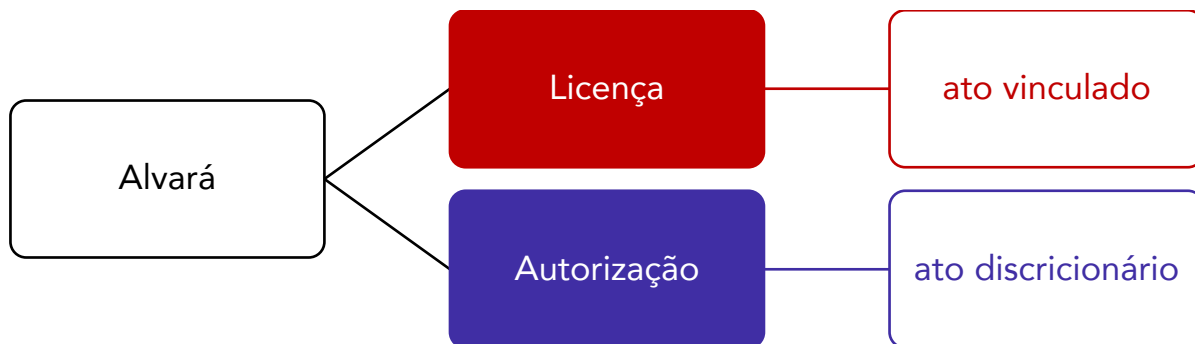 Alvará
Licença
ato vinculado
Autorização
ato discricionário